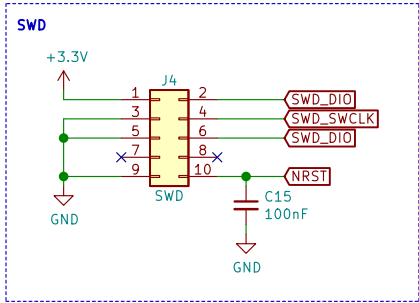 SWD
+3.3V
J4
1 2 SWD_DIO
3 4 SWD_SWCLK
5 6 SWD_DIO
7 8
9 10 NRST
SWD
C15
100nF
GND
GND